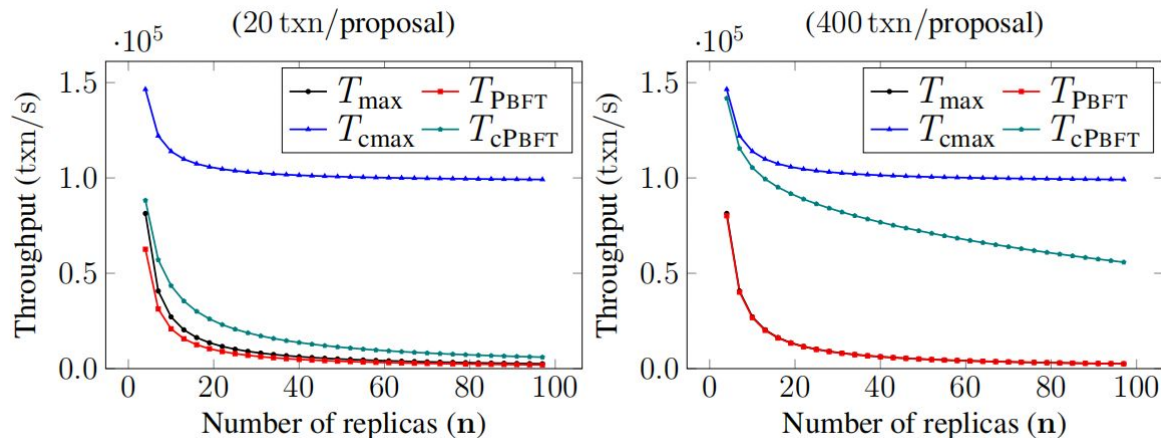 (20 txn/proposal)
·10^5
1.5
1.0
0.5
0.0
0 20 40 60 80 100
Throughput (txn/s)
Number of replicas (n)
T_max T_PBFT
T_cmax T_cPBFT
(400 txn/proposal)
·10^5
1.5
1.0
0.5
0.0
0 20 40 60 80 100
Throughput (txn/s)
Number of replicas (n)
T_max T_PBFT
T_cmax T_cPBFT